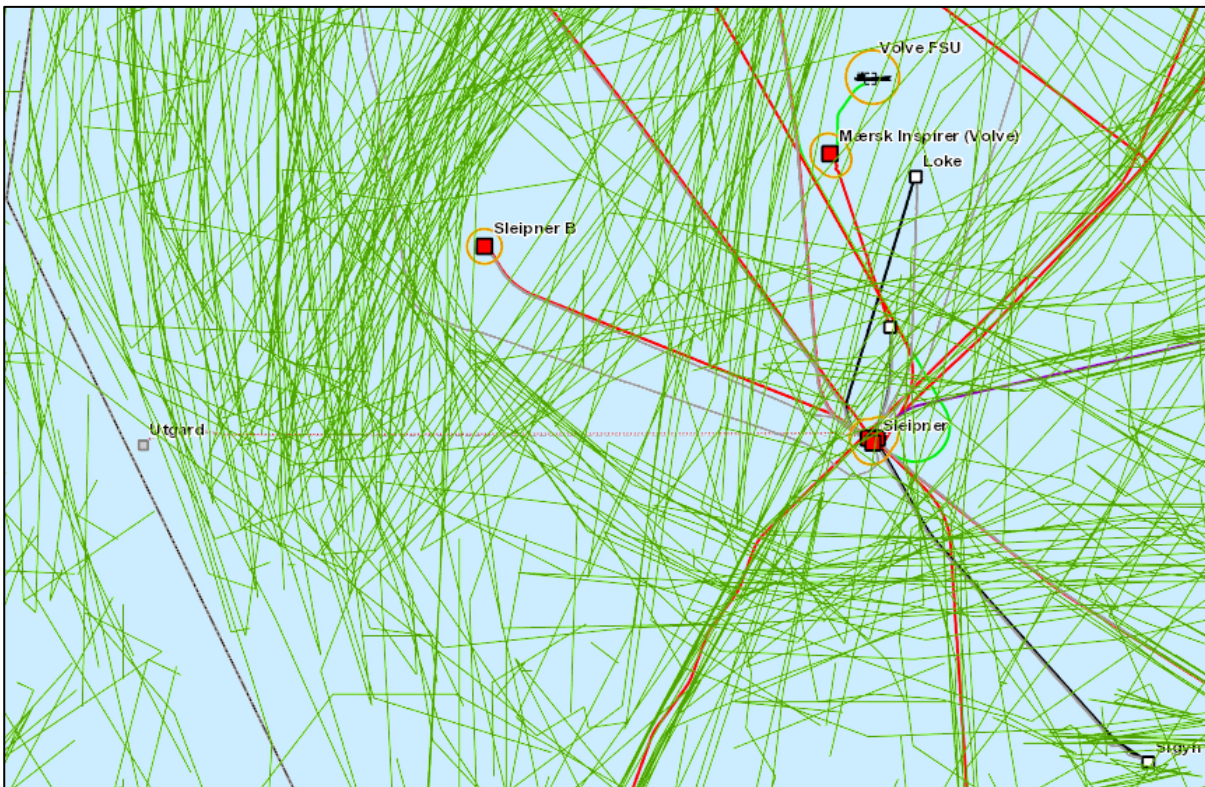 Volve FSU
Mærsk Inspirer (Volve)
Loke
Sleipner B
Utgard
Sleipner
Sigyn